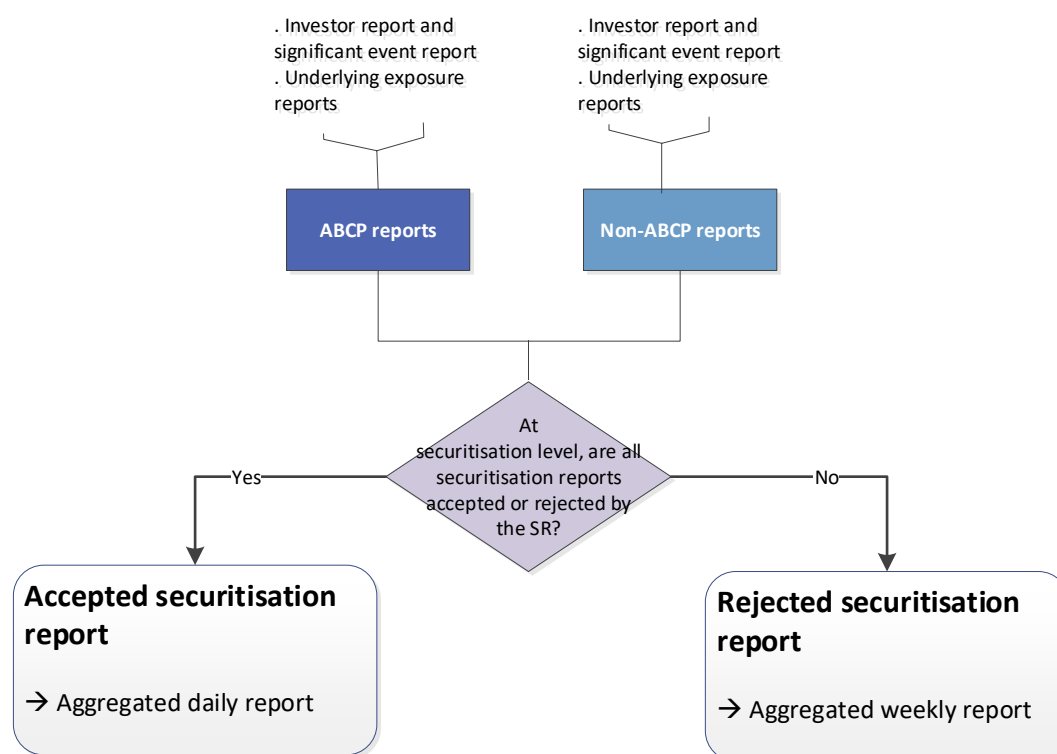 . Investor report and
significant event report
. Underlying exposure
reports
. Investor report and
significant event report
. Underlying exposure
reports
ABCP reports
Non-ABCP reports
At
securitisation level, are all
securitisation reports
accepted or rejected by
the SR?
Yes
No
Accepted securitisation
report
→ Aggregated daily report
Rejected securitisation
report
→ Aggregated weekly report